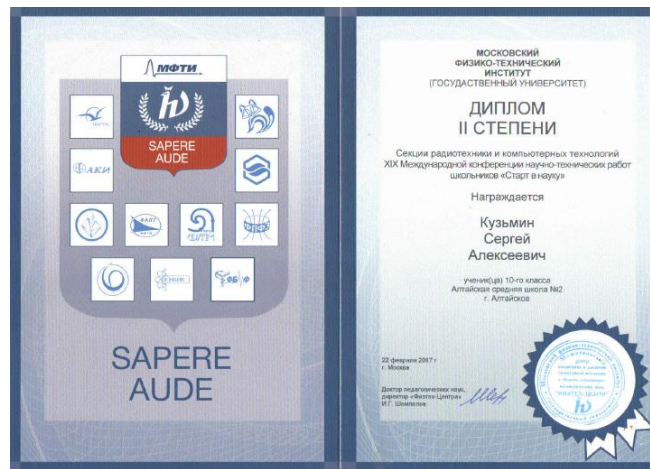 МФТИ
SAPERE
AUDE
АКИ
ФАЛТ
SAPERE
AUDE
МОСКОВСКИЙ
ФИЗИКО-ТЕХНИЧЕСКИЙ
ИНСТИТУТ
(ГОСУДАРСТВЕННЫЙ УНИВЕРСИТЕТ)
ДИПЛОМ
II СТЕПЕНИ
Секции радиотехники и компьютерных технологий
XIX Международной конференции научно-технических работ
школьников «Старт в науку»
Награждается
Кузьмин
Сергей
Алексеевич
ученик(ца) 10-го класса
Алтайская средняя школа №2
с. Алтайское
22 февраля 2017 г
г. Москва
Доктор педагогических наук,
директор «Физтех-Центра»
И.Г.